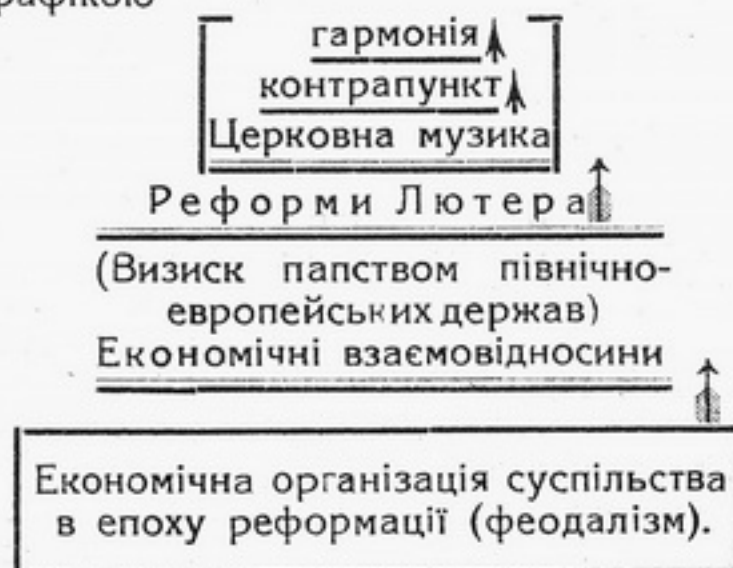 гармонія
контрапункт
Церковна музика
Реформи Лютера
(Визиск папством північно-
европейських держав)
Економічні взаємовідносини
Економічна організація суспільства
в епоху реформації (феодалізм).